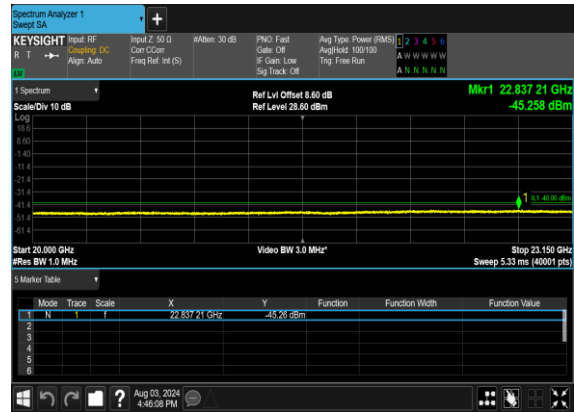 Spectrum Analyzer 1
Swept SA
+
KEYSIGHT Input: RF Input Z: 50 Ω #Atten: 30 dB PNO: Fast Avg Type: Power (RMS) 1 2 3 4 5 6
R T Coupling: DC Corr CCorr Gate: Off Avg|Hold: 100/100 A W W W W W
Align: Auto Freq Ref: Int (S) IF Gain: Low Trig: Free Run
Sig Track: Off A N N N N N
1 Spectrum
Ref Lvl Offset 8.60 dB Mkr1 22.837 21 GHz
Scale/Div 10 dB Ref Level 28.60 dBm -45.258 dBm
Log
18.6
8.60
-1.40
-11.4
-21.4
-31.4
1
-41.4
-51.4
-61.4
Start 20.000 GHz Video BW 3.0 MHz* Stop 23.150 GHz
#Res BW 1.0 MHz Sweep 5.33 ms (40001 pts)
5 Marker Table
Mode Trace Scale X Y Function Function Width Function Value
1 N 1 f 22.837 21 GHz -45.26 dBm
2
3
4
5
6
? Aug 03, 2024
4:46:08 PM